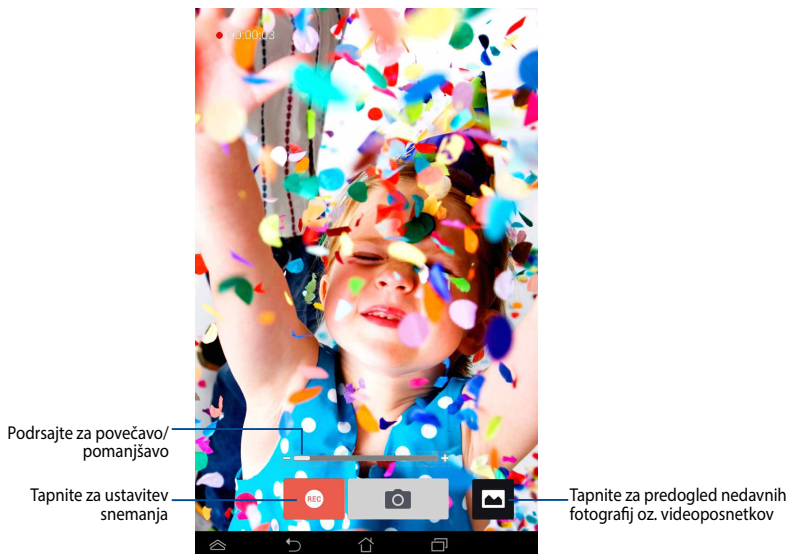 00:00:03
Podrsajte za povečavo/
pomanjšavo
- +
Tapnite za ustavitev
snemanja
REC
Tapnite za predogled nedavnih
fotografij oz. videoposnetkov